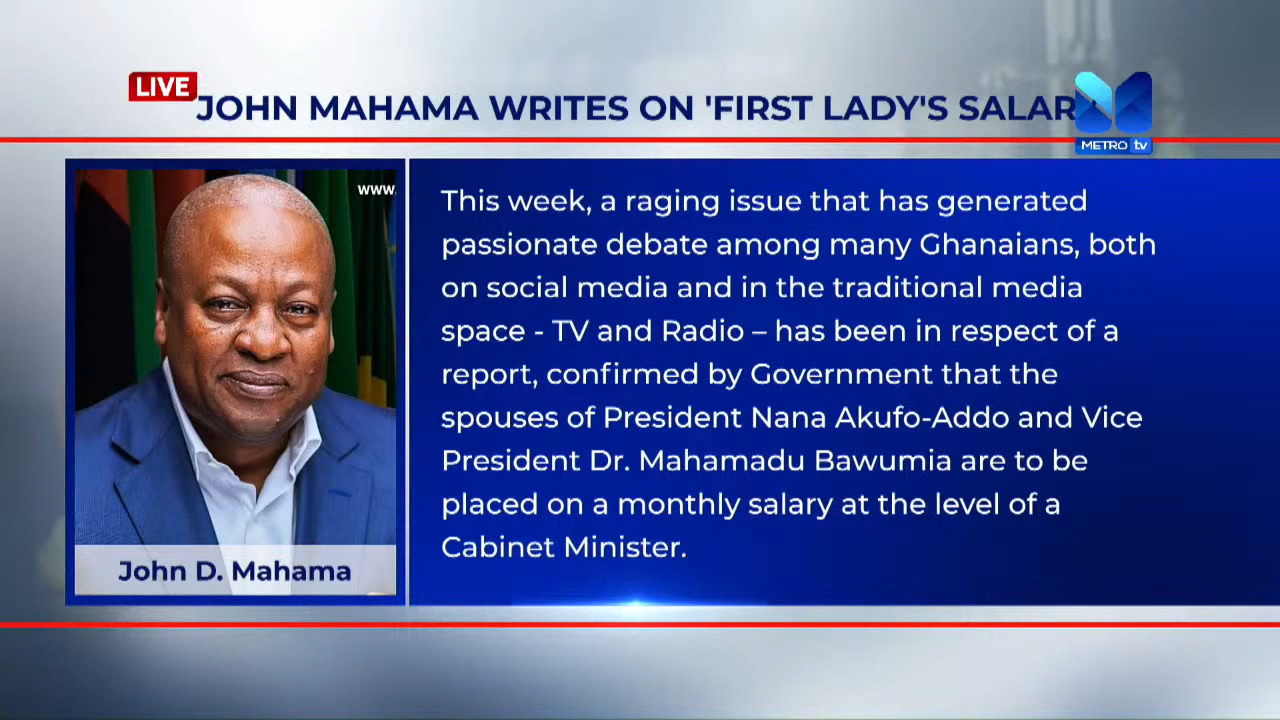 LIVE
JOHN MAHAMA WRITES ON 'FIRST LADY'S SALAR
METRO tv
www.
This week, a raging issue that has generated
passionate debate among many Ghanaians, both
on social media and in the traditional media
space - TV and Radio – has been in respect of a
report, confirmed by Government that the
spouses of President Nana Akufo-Addo and Vice
President Dr. Mahamadu Bawumia are to be
placed on a monthly salary at the level of a
Cabinet Minister.
John D. Mahama